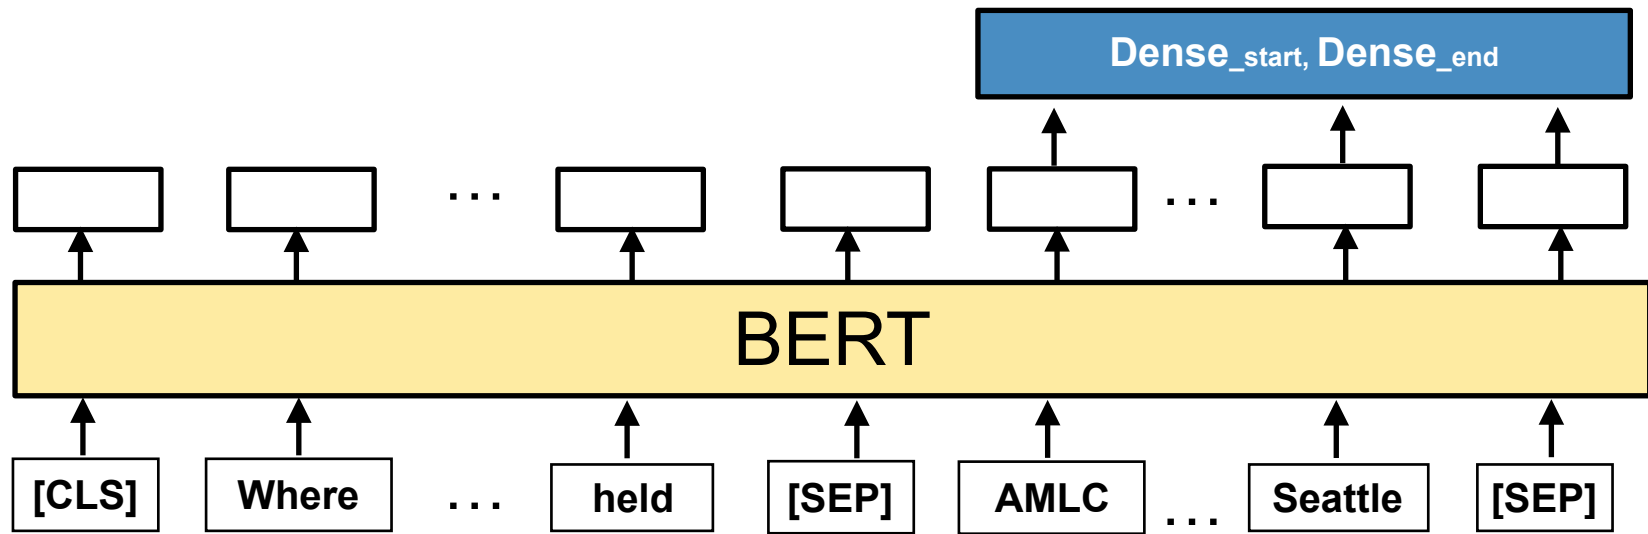 Dense_start, Dense_end
... ...
BERT
[CLS] Where ... held [SEP] AMLC ... Seattle [SEP]